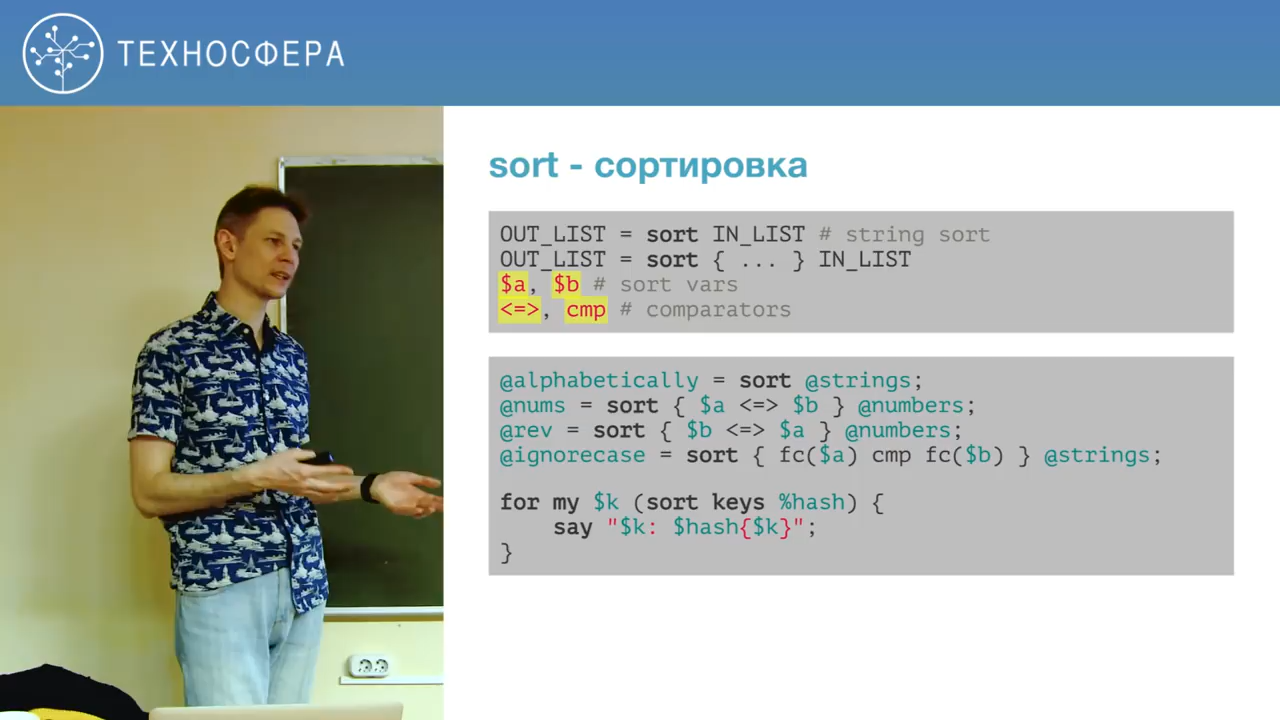 ТЕХНОСФЕРА
sort - сортировка
OUT_LIST = sort IN_LIST # string sort
OUT_LIST = sort { ... } IN_LIST
$a, $b # sort vars
<=>, cmp # comparators
@alphabetically = sort @strings;
@nums = sort { $a <=> $b } @numbers;
@rev = sort { $b <=> $a } @numbers;
@ignorecase = sort { fc($a) cmp fc($b) } @strings;
for my $k (sort keys %hash) {
    say "$k: $hash{$k}";
}